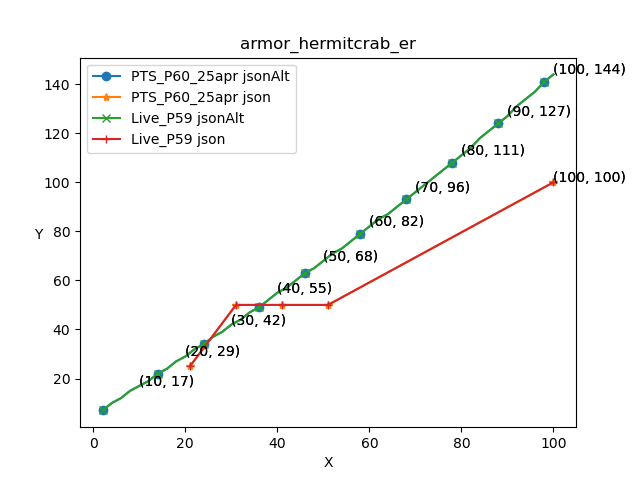 armor_hermitcrab_er
PTS_P60_25apr jsonAlt
PTS_P60_25apr json
Live_P59 jsonAlt
Live_P59 json
(100, 144)
(90, 127)
(80, 111)
(100, 100)
(70, 96)
(60, 82)
(50, 68)
(40, 55)
(30, 42)
(20, 29)
(10, 17)
140
120
100
80
60
40
20
Y
0 20 40 60 80 100
X